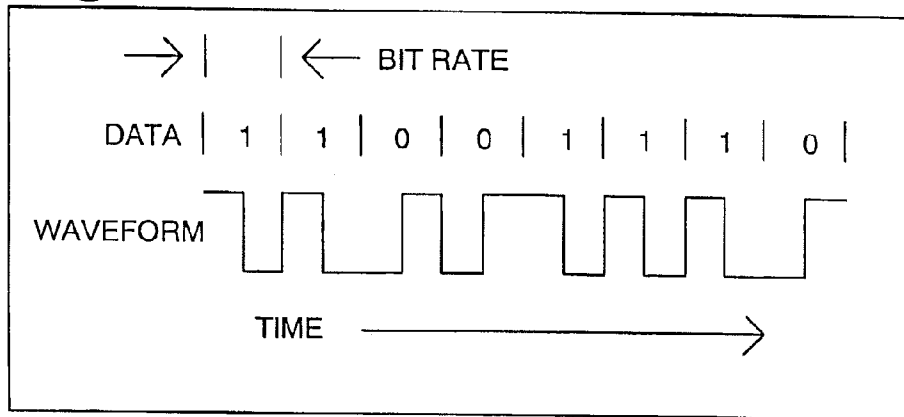 BIT RATE
DATA | 1 | 1 | 0 | 0 | 1 | 1 | 1 | 0 |
WAVEFORM
TIME